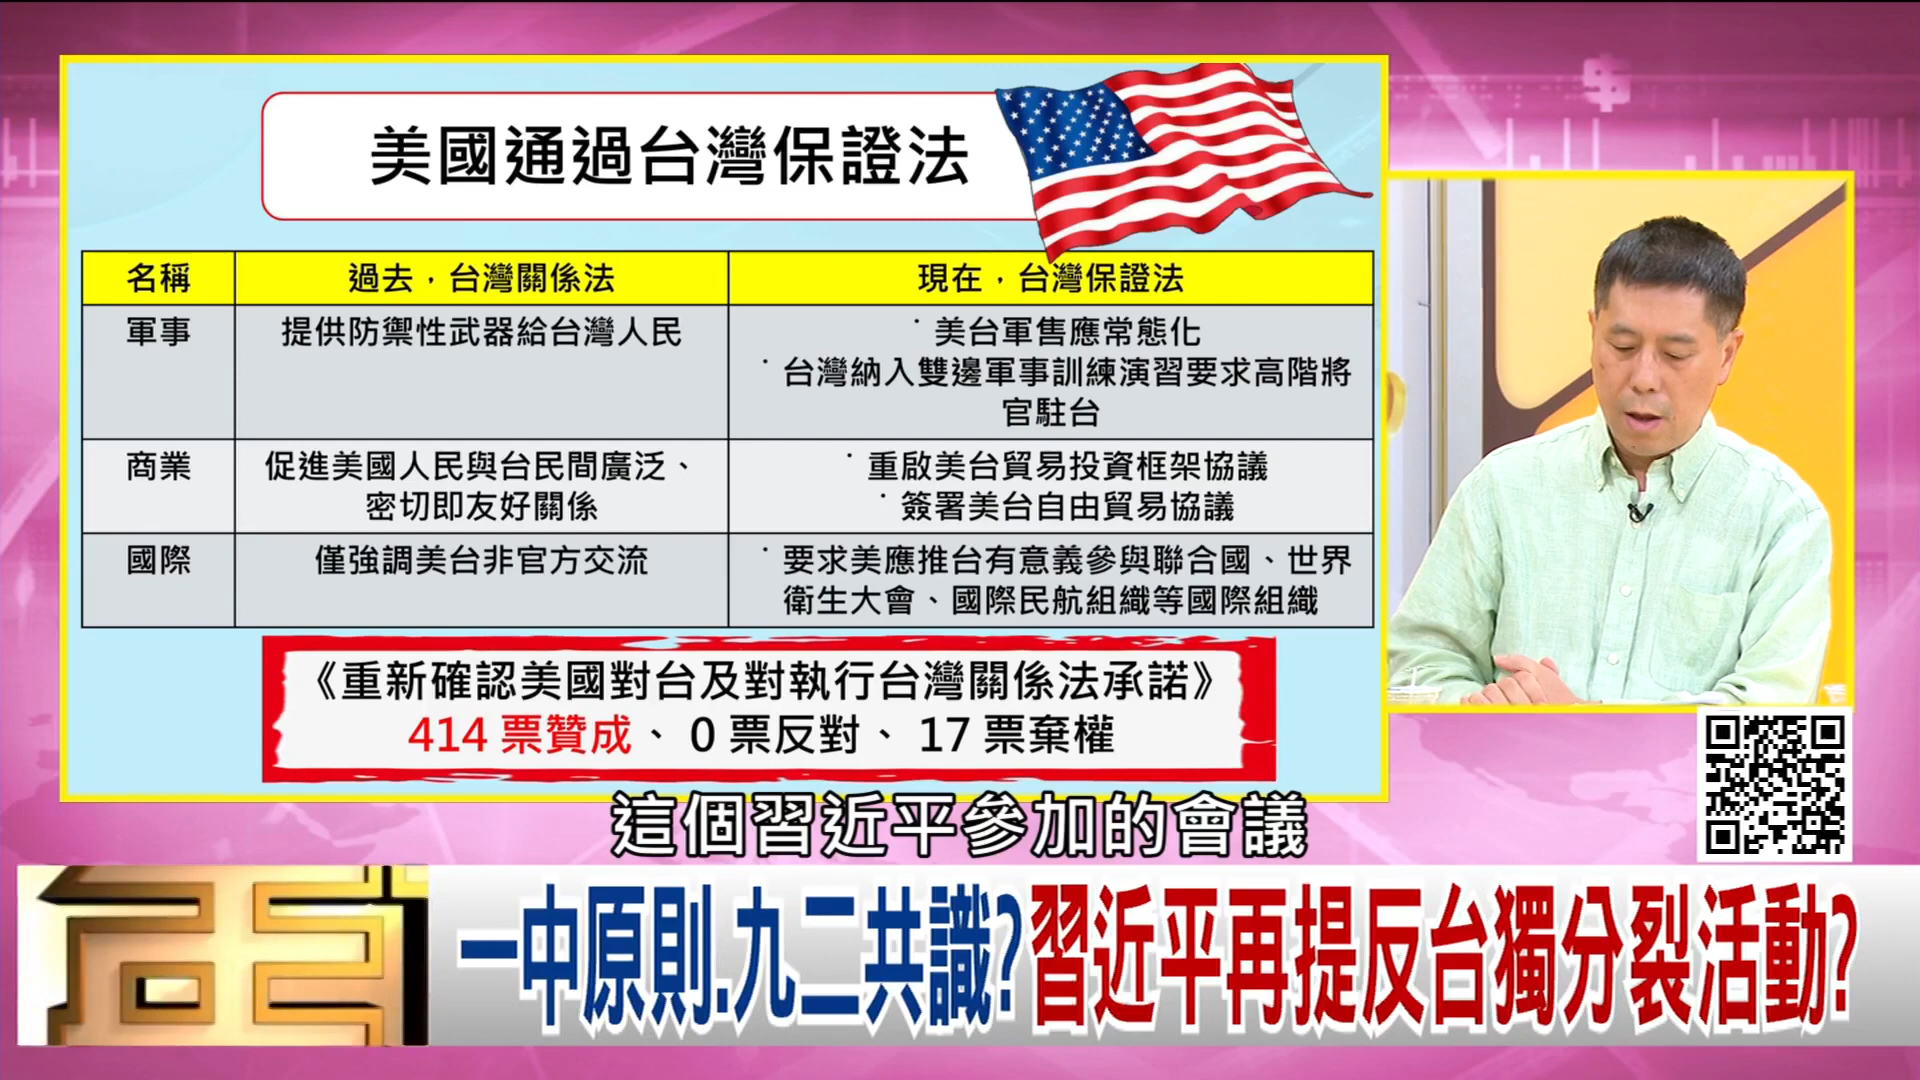 美國通過台灣保證法
名稱
過去，台灣關係法
現在，台灣保證法
軍事
提供防禦性武器給台灣人民
˙美台軍售應常態化
˙台灣納入雙邊軍事訓練演習要求高階將
官駐台
商業
促進美國人民與台民間廣泛、
密切即友好關係
˙重啟美台貿易投資框架協議
˙簽署美台自由貿易協議
國際
僅強調美台非官方交流
˙要求美應推台有意義參與聯合國、世界
衛生大會、國際民航組織等國際組織
《重新確認美國對台及對執行台灣關係法承諾》
414 票贊成、 0 票反對、 17 票棄權
這個習近平參加的會議
一中原則.九二共識?習近平再提反台獨分裂活動?